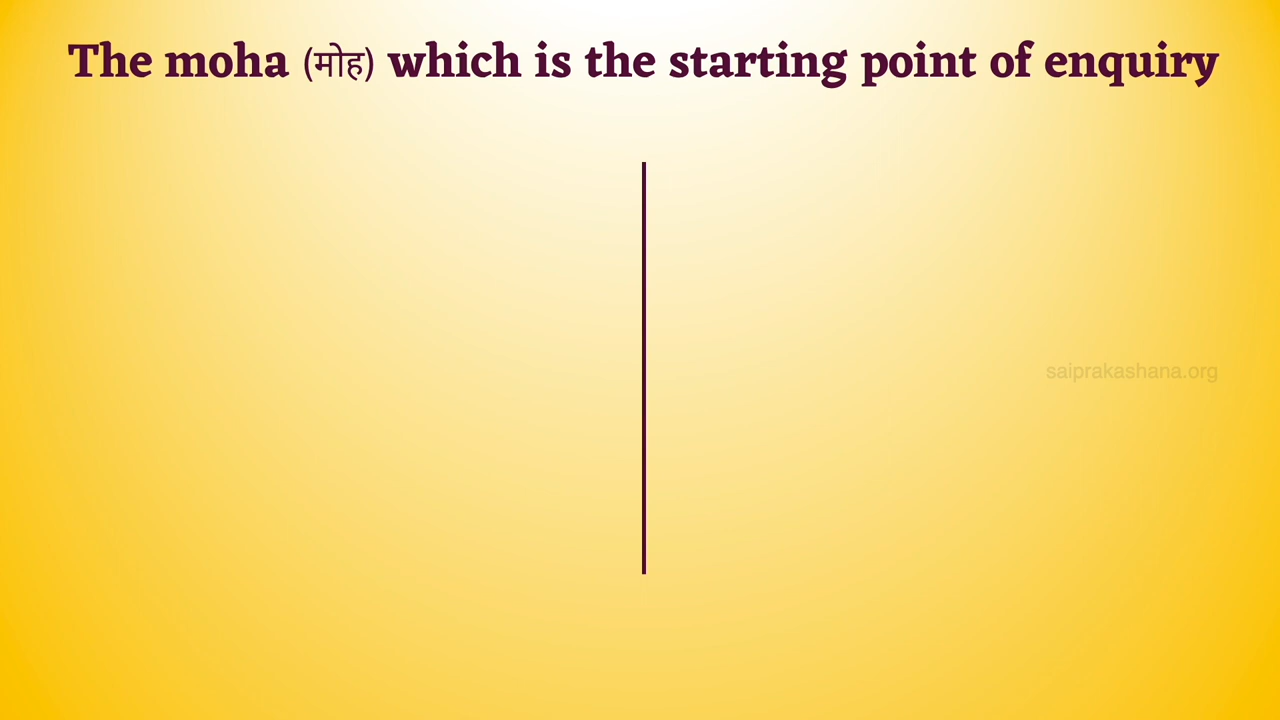 The moha (मोह) which is the starting point of enquiry
saiprakashana.org